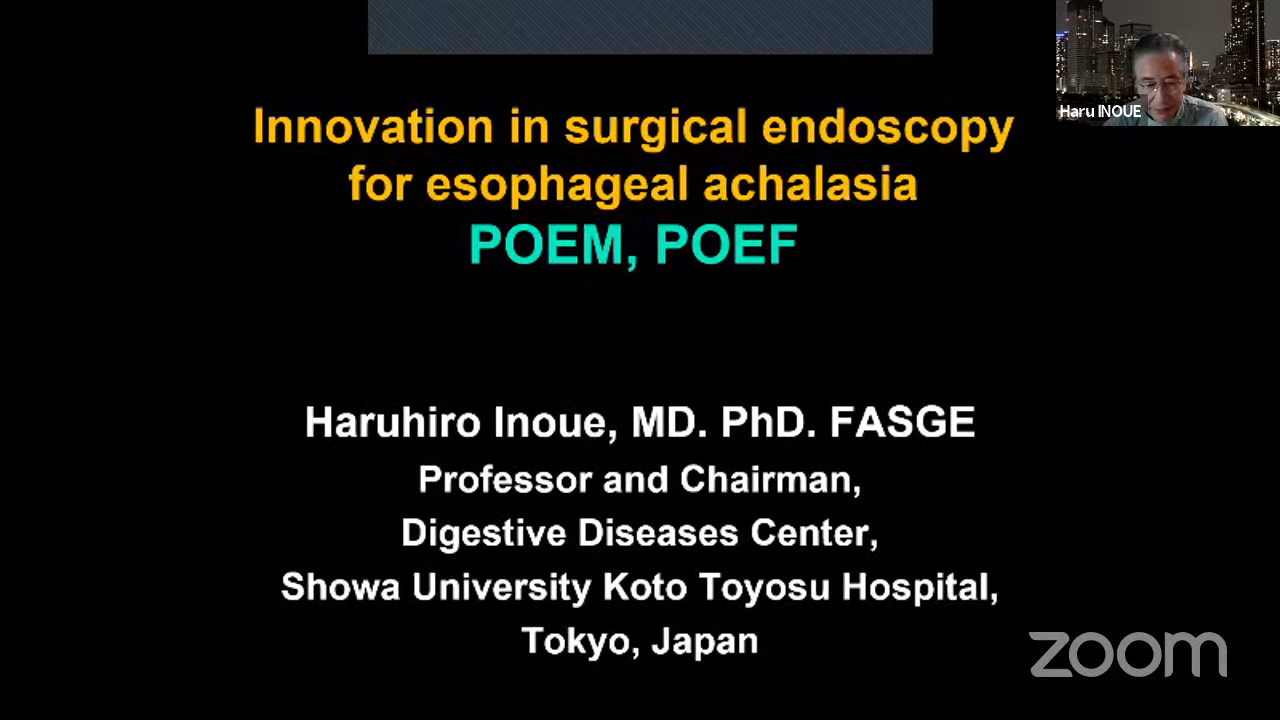 Innovation in surgical endoscopy
for esophageal achalasia
POEM, POEF
Haruhiro Inoue, MD. PhD. FASGE
Professor and Chairman,
Digestive Diseases Center,
Showa University Koto Toyosu Hospital,
Tokyo, Japan
Haru INOUE
zoom